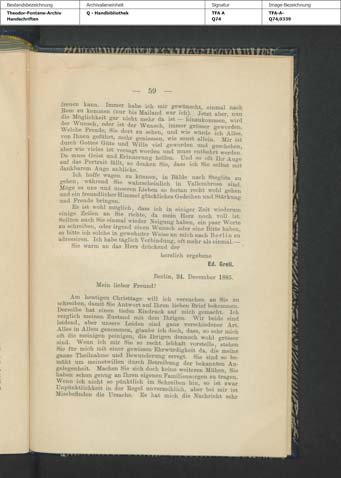 Bestandsbezeichnung Archivalieneinheit Signatur Image-Bezeichnung
Theodor-Fontane-Archiv Q - Handbibliothek TFA A TFA-A-
Handschriften Q74 Q74,0339
— 59 —
freuen kann. Immer habe ich mir gewünscht, einmal nach
Rom zu kommen (nur bis Mailand war ich). Jetzt aber, nun
die Möglichkeit gar nicht mehr da ist — hinzukommen, wird
der Wunsch, oder ist der Wunsch, immer grösser geworden.
Welche Freude, Sie dort zu sehen, und wie würde ich Alles,
von Ihnen geführt, mehr geniessen, wie sonst allein. Mir ist
durch Gottes Güte und Wille viel geworden und geschehen,
aber wie vieles ist versagt worden und muss entbehrt werden.
Da muss Geist und Erinnerung helfen. Und so oft Ihr Auge
auf das Portrait fällt, so denken Sie, dass ich Sie selbst mit
dankbarem Auge anblicke.
Ich hoffe wagen zu können, in Bälde nach Steglitz zu
gehen, während Sie wahrscheinlich in Vallombrosa sind.
Möge es uns und unseren Lieben so fortan recht wohl gehen
und ein freundlicher Himmel glückliches Gedeihen und Stärkung
und Freude bringen.
Es ist wohl möglich, dass ich in einiger Zeit wiederum
einige Zeilen an Sie richte, da mein Herz noch voll ist.
Sollten auch Sie einmal wieder Neigung haben, ein paar Worte
zu schreiben, oder irgend einen Wunsch oder eine Bitte haben,
so bitte ich solche in gewohnter Weise an mich nach Berlin zu
adressiren. Ich habe täglich Verbindung, oft mehr als einmal. —
Sie warm an das Herz drückend der
herzlich ergebene
Ed. Grell.
Berlin, 24. December 1885.
Mein lieber Freund!
Am heutigen Christtage will ich versuchen an Sie zu
schreiben, damit Sie Antwort auf Ihren lieben Brief bekommen.
Derselbe hat einen tiefen Eindruck auf mich gemacht. Ich
verglich meinen Zustand mit dem Ihrigen. Wir beide sind
leidend, aber unsere Leiden sind ganz verschiedener Art.
Alles in Allem genommen, glaube ich doch, dass, so sehr mich
oft die meinigen peinigen, die Ihrigen dennoch wohl grösser
sind. Wenn ich mir Sie so recht lebhaft vorstelle, stehen
Sie für mich mit einer gewissen Ehrwürdigkeit da, die meine
ganze Theilnahme und Bewunderung erregt. Sie sind so be-
müht um meinetwillen durch Betreibung der bekannten An-
gelegenheit. Machen Sie sich doch keine weiteren Mühen, Sie
haben schon genug an Ihren eigenen Familiensorgen zu tragen.
Wenn ich nicht so pünktlich im Schreiben bin, so ist zwar
Unpünktlichkeit in der Regel unverzeihlich, aber bei mir ist
Missbefinden die Ursache. Es hat mich die Nachricht sehr